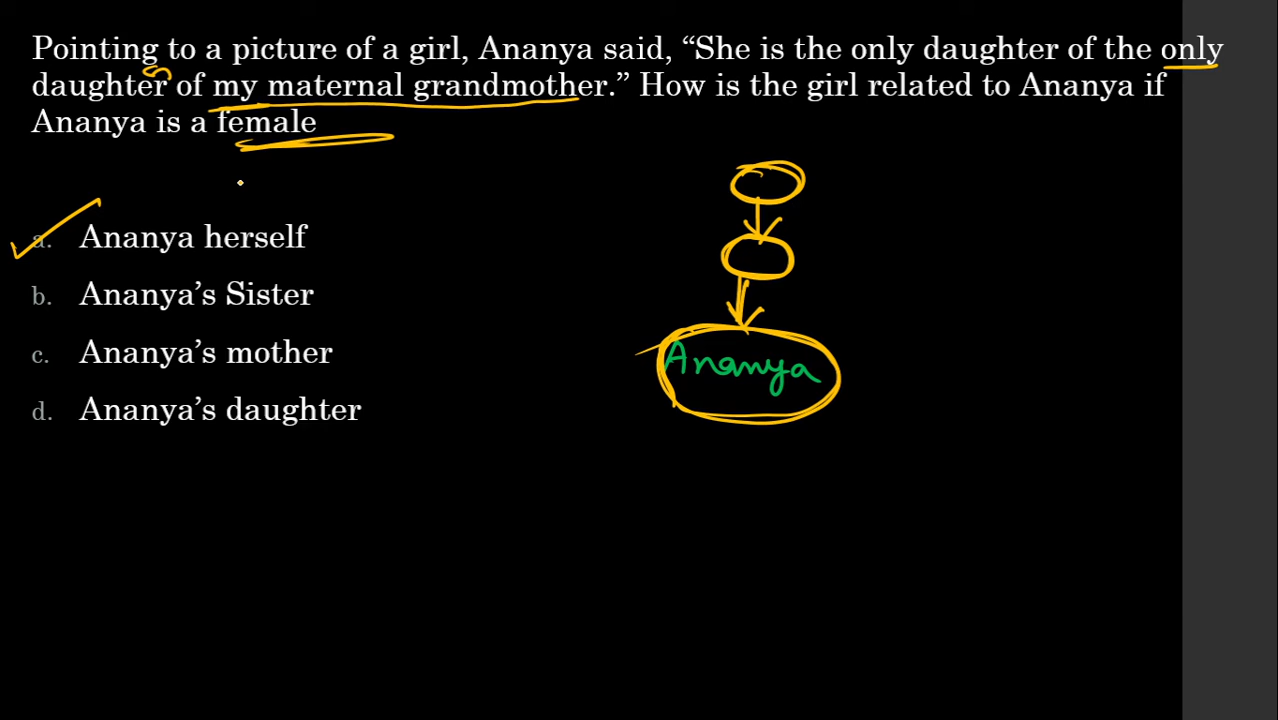 Pointing to a picture of a girl, Ananya said, “She is the only daughter of the only
daughter of my maternal grandmother.” How is the girl related to Ananya if
Ananya is a female
a. Ananya herself
b. Ananya’s Sister
c. Ananya’s mother
d. Ananya’s daughter
Ananya